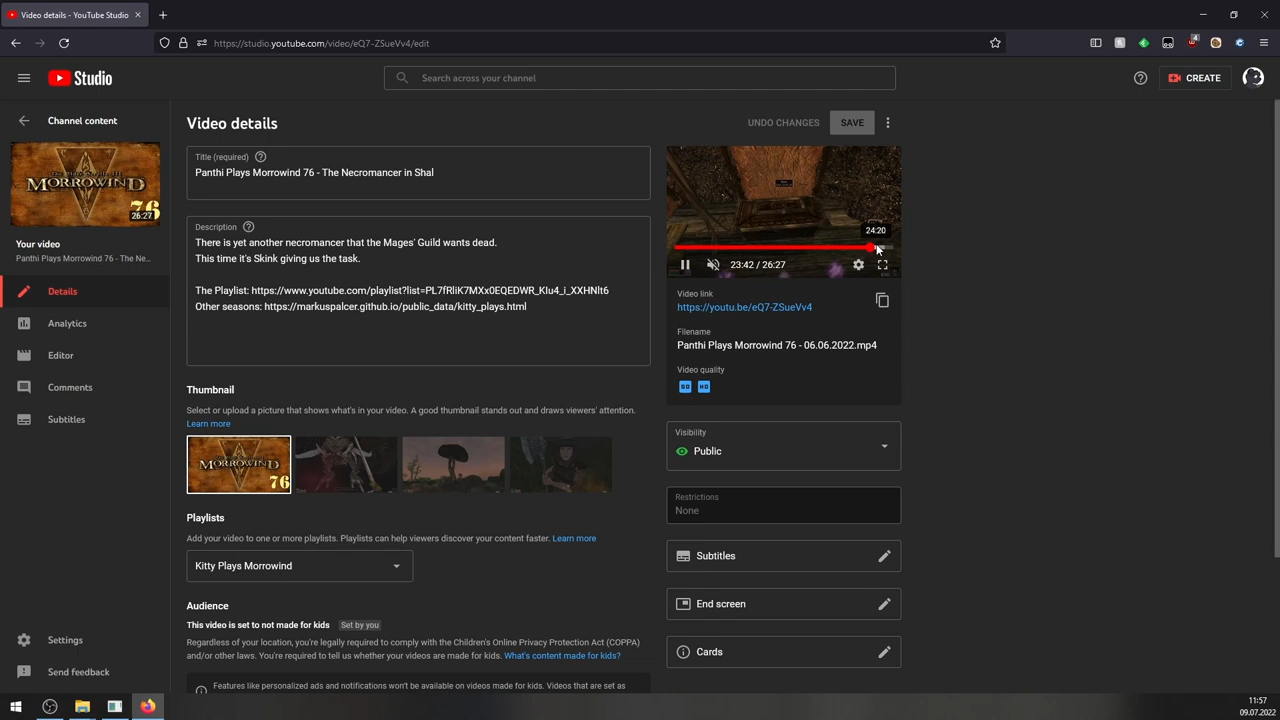 Video details - YouTube Studio
https://studio.youtube.com/video/eQ7-ZSueVv4/edit
4
Studio
Search across your channel
CREATE
Channel content
Video details
UNDO CHANGES
SAVE
MORROWIND
76
26:27
Your video
Panthi Plays Morrowind 76 - The Ne...
Details
Analytics
Editor
Comments
Subtitles
Settings
Send feedback
Title (required)
Panthi Plays Morrowind 76 - The Necromancer in Shal
Description
There is yet another necromancer that the Mages' Guild wants dead.
This time it's Skink giving us the task.
The Playlist: https://www.youtube.com/playlist?list=PL7fRliK7MXx0EQEDWR_Klu4_i_XXHNlt6
Other seasons: https://markuspalcer.github.io/public_data/kitty_plays.html
Thumbnail
Select or upload a picture that shows what's in your video. A good thumbnail stands out and draws viewers' attention.
Learn more
MORROWIND
76
Playlists
Add your video to one or more playlists. Playlists can help viewers discover your content faster. Learn more
Kitty Plays Morrowind
Audience
This video is set to not made for kids Set by you
Regardless of your location, you're legally required to comply with the Children's Online Privacy Protection Act (COPPA)
and/or other laws. You're required to tell us whether your videos are made for kids. What's content made for kids?
Features like personalized ads and notifications won't be available on videos made for kids. Videos that are set as
24:20
23:42 / 26:27
Video link
https://youtu.be/eQ7-ZSueVv4
Filename
Panthi Plays Morrowind 76 - 06.06.2022.mp4
Video quality
SD HD
Visibility
Public
Restrictions
None
Subtitles
End screen
Cards
11:57
09.07.2022